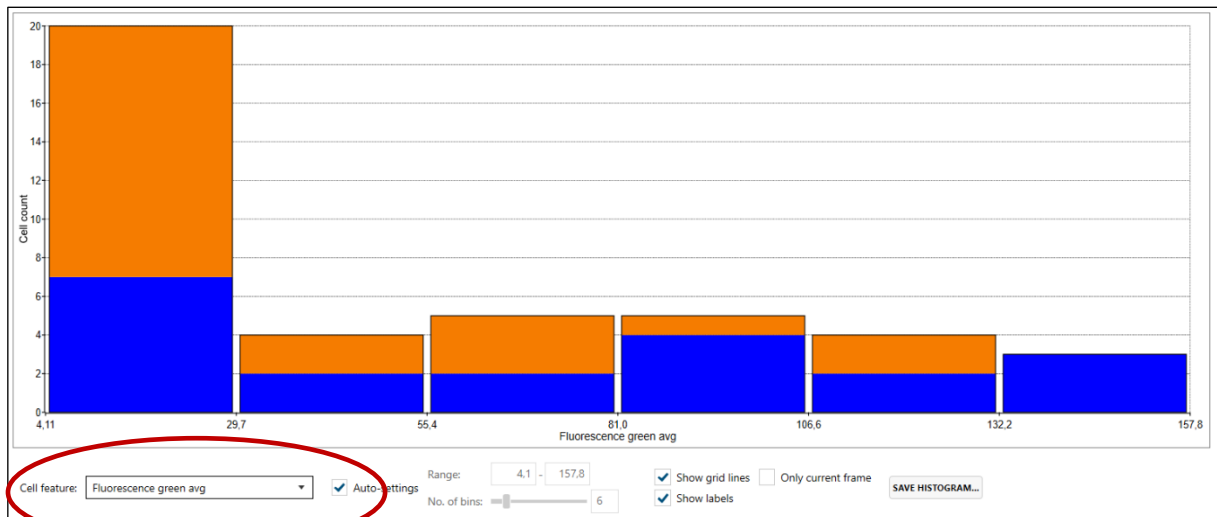 20
18
16
14
12
10
8
6
4
2
0
Cell count
4,11 29,7 55,4 81,0 106,6 132,2 157,8
Fluorescence green avg
Cell feature: Fluorescence green avg Auto-settings Range: 4,1 - 157,8 Show grid lines Only current frame SAVE HISTOGRAM...
No. of bins: 6 Show labels